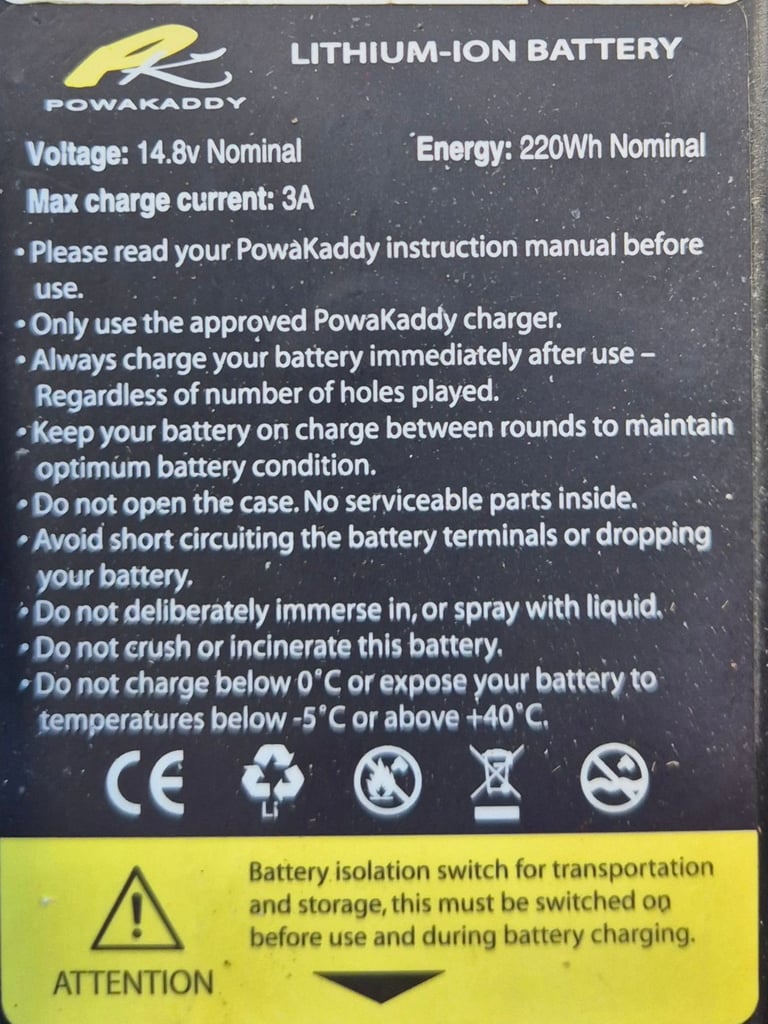 LITHIUM-ION BATTERY
PK
POWAKADDY
Voltage: 14.8v Nominal Energy: 220Wh Nominal
Max charge current: 3A
• Please read your PowaKaddy instruction manual before
use.
• Only use the approved PowaKaddy charger.
• Always charge your battery immediately after use –
Regardless of number of holes played.
• Keep your battery on charge between rounds to maintain
optimum battery condition.
• Do not open the case. No serviceable parts inside.
• Avoid short circuiting the battery terminals or dropping
your battery.
• Do not deliberately immerse in, or spray with liquid.
• Do not crush or incinerate this battery.
• Do not charge below 0°C or expose your battery to
temperatures below -5°C or above +40°C.
CE
Li
Battery isolation switch for transportation
and storage, this must be switched on
before use and during battery charging.
!
ATTENTION